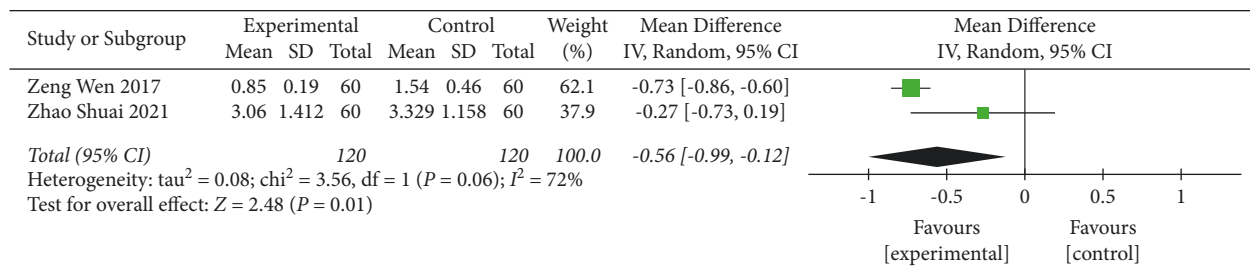 Study or Subgroup Experimental Control Weight Mean Difference Mean Difference
Mean SD Total Mean SD Total (%) IV, Random, 95% CI IV, Random, 95% CI
Zeng Wen 2017 0.85 0.19 60 1.54 0.46 60 62.1 -0.73 [-0.86, -0.60]
Zhao Shuai 2021 3.06 1.412 60 3.329 1.158 60 37.9 -0.27 [-0.73, 0.19]
Total (95% CI) 120 120 100.0 -0.56 [-0.99, -0.12]
Heterogeneity: tau² = 0.08; chi² = 3.56, df = 1 (P = 0.06); I² = 72%
Test for overall effect: Z = 2.48 (P = 0.01)
-1 -0.5 0 0.5 1
Favours Favours
[experimental] [control]